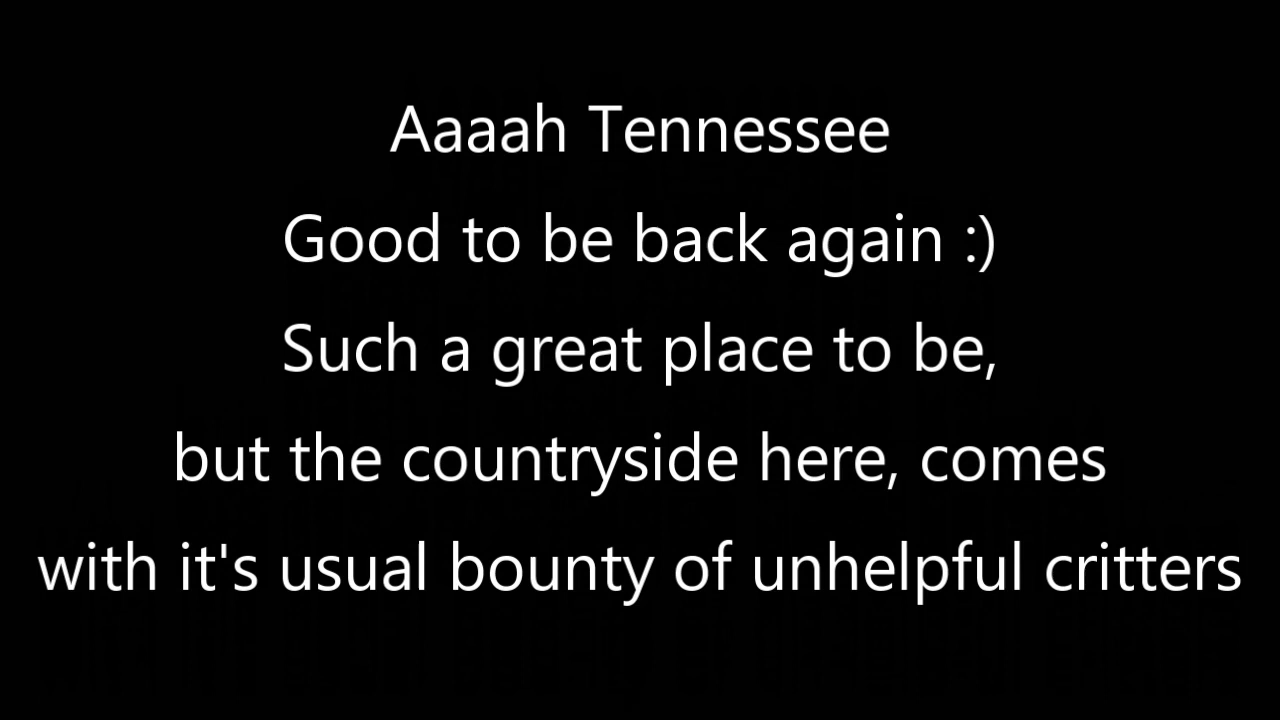 Aaaah Tennessee
Good to be back again :)
Such a great place to be,
but the countryside here, comes
with it's usual bounty of unhelpful critters